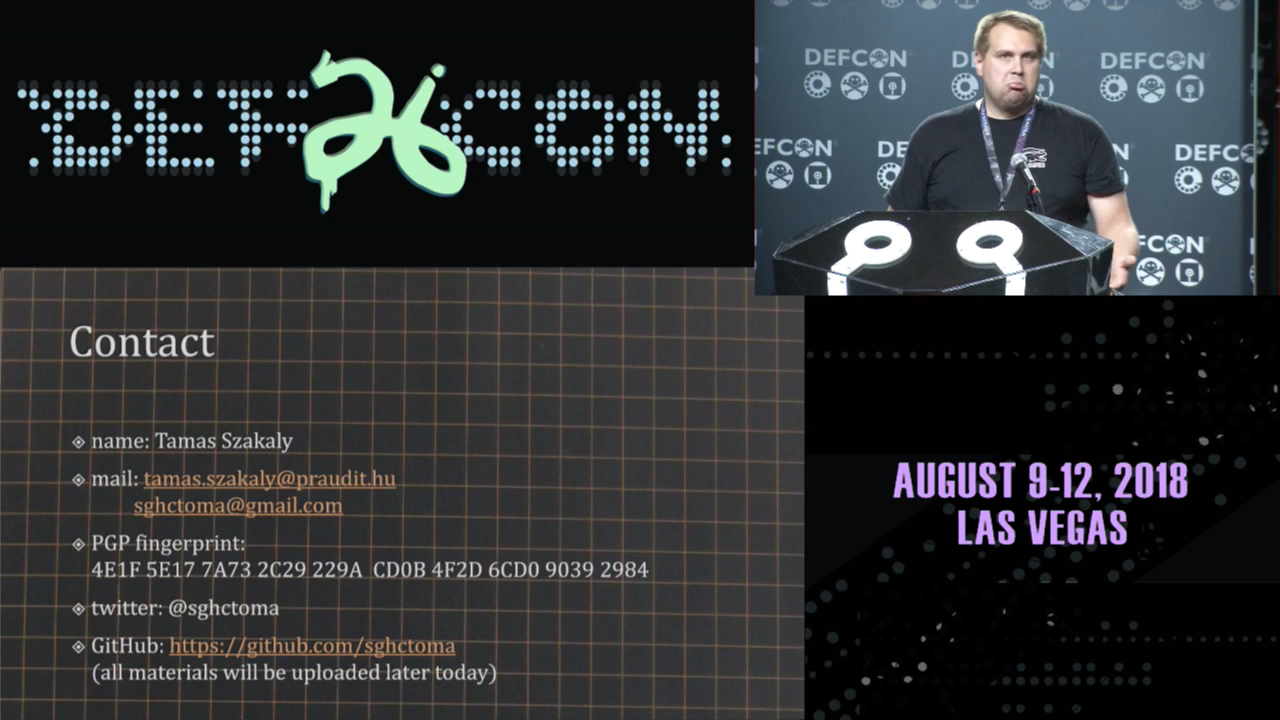 DEF CON
26
DEFCON
DEFCON
DEFCON
DEFCON
DEFCON
Contact
name: Tamas Szakaly
mail: tamas.szakaly@praudit.hu
sghctoma@gmail.com
PGP fingerprint:
4E1F 5E17 7A73 2C29 229A CD0B 4F2D 6CD0 9039 2984
twitter: @sghctoma
GitHub: https://github.com/sghctoma
(all materials will be uploaded later today)
AUGUST 9-12, 2018
LAS VEGAS